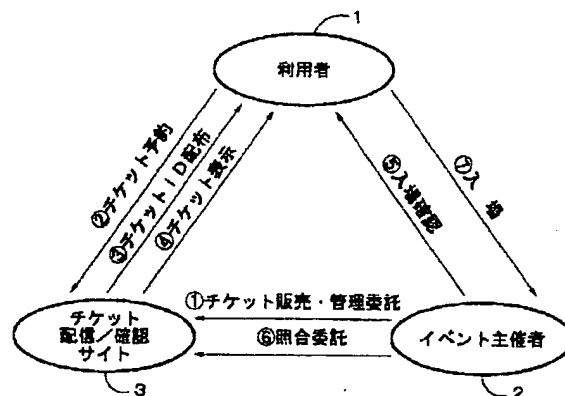 1
利用者
②チケット予約
③チケットID配布
④チケット表示
⑤入場確認
⑦入 場
①チケット販売・管理委託
⑥照合委託
チケット
配信／確認
サイト
3
イベント主催者
2